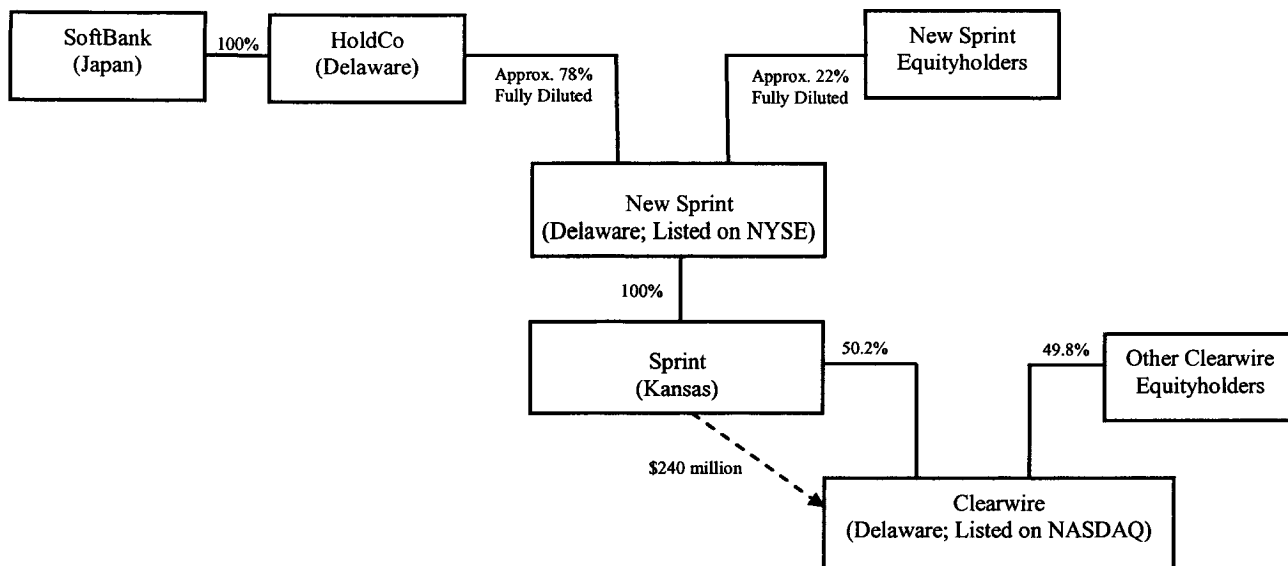 SoftBank
(Japan)
100%
HoldCo
(Delaware)
Approx. 78%
Fully Diluted
Approx. 22%
Fully Diluted
New Sprint
Equityholders
New Sprint
(Delaware; Listed on NYSE)
100%
Sprint
(Kansas)
50.2%
49.8%
Other Clearwire
Equityholders
$240 million
Clearwire
(Delaware; Listed on NASDAQ)